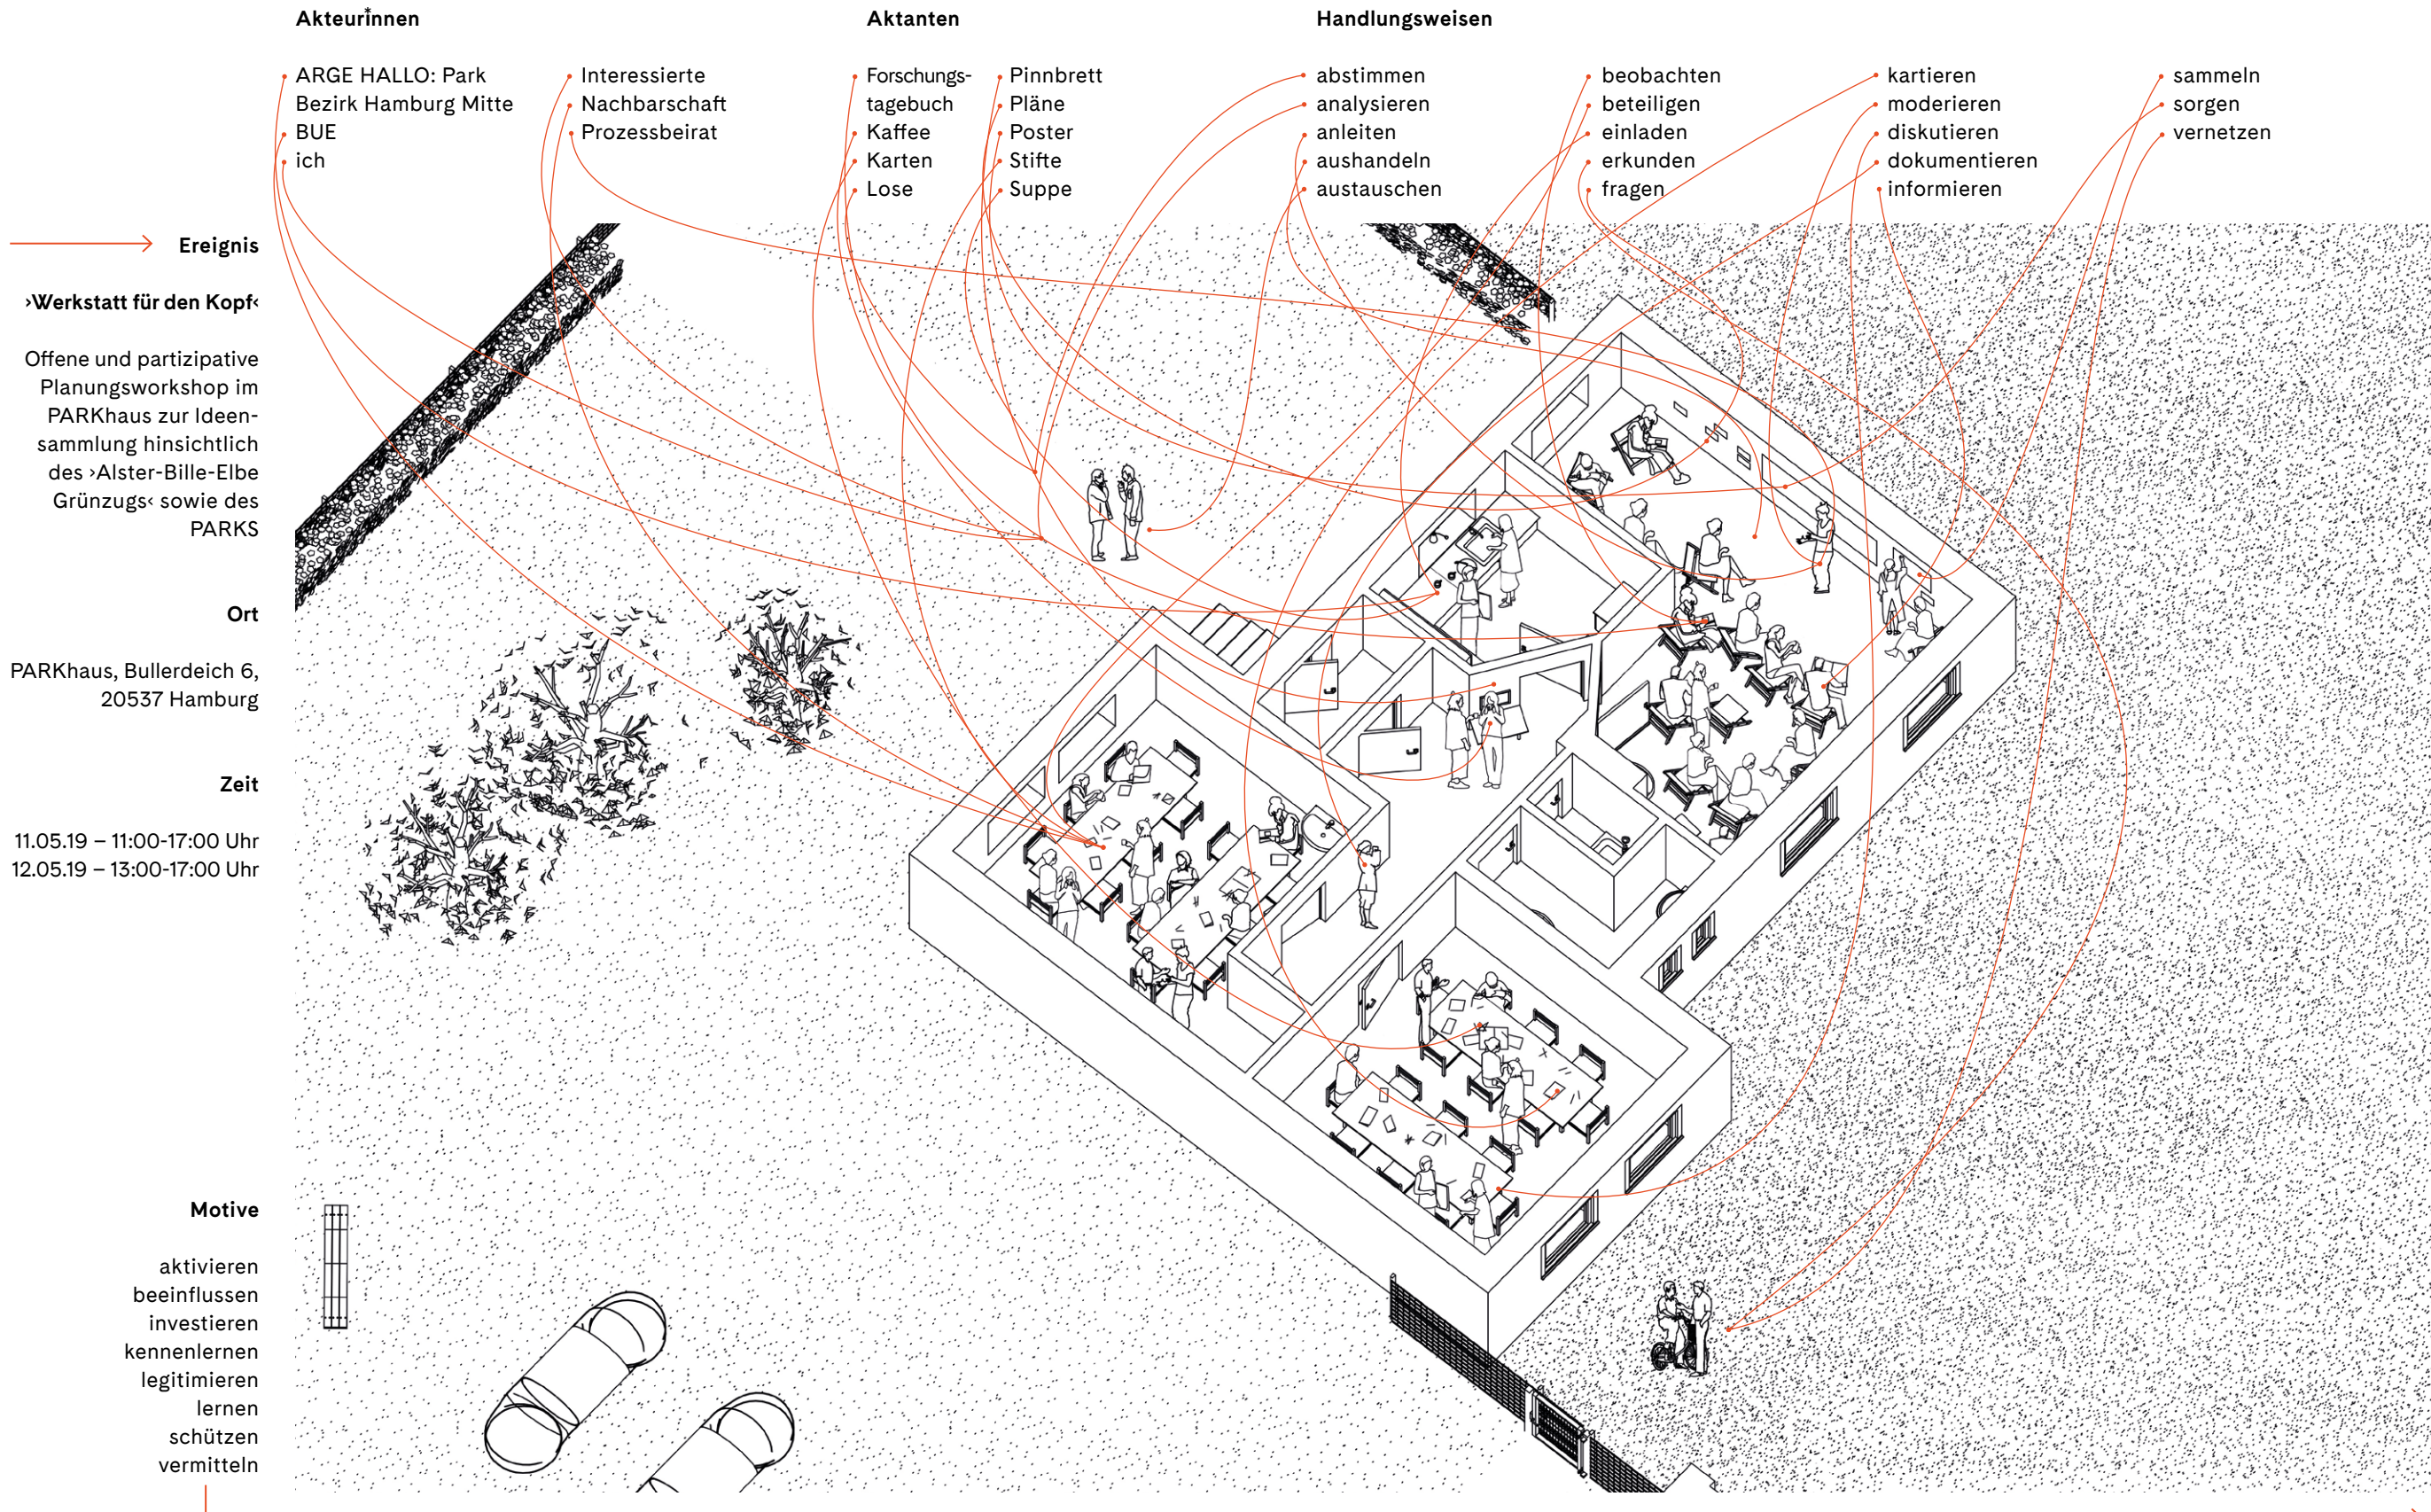 Akteur*innen
ARGE HALLO: Park
Bezirk Hamburg Mitte
BUE
ich
Interessierte
Nachbarschaft
Prozessbeirat
Aktanten
Forschungs-
tagebuch
Kaffee
Karten
Lose
Pinnbrett
Pläne
Poster
Stifte
Suppe
Handlungsweisen
abstimmen
analysieren
anleiten
aushandeln
austauschen
beobachten
beteiligen
einladen
erkunden
fragen
kartieren
moderieren
diskutieren
dokumentieren
informieren
sammeln
sorgen
vernetzen
Ereignis
›Werkstatt für den Kopf‹
Offene und partizipative
Planungsworkshop im
PARKhaus zur Ideen-
sammlung hinsichtlich
des ›Alster-Bille-Elbe
Grünzugs‹ sowie des
PARKS
Ort
PARKhaus, Bullerdeich 6,
20537 Hamburg
Zeit
11.05.19 – 11:00-17:00 Uhr
12.05.19 – 13:00-17:00 Uhr
Motive
aktivieren
beeinflussen
investieren
kennenlernen
legitimieren
lernen
schützen
vermitteln